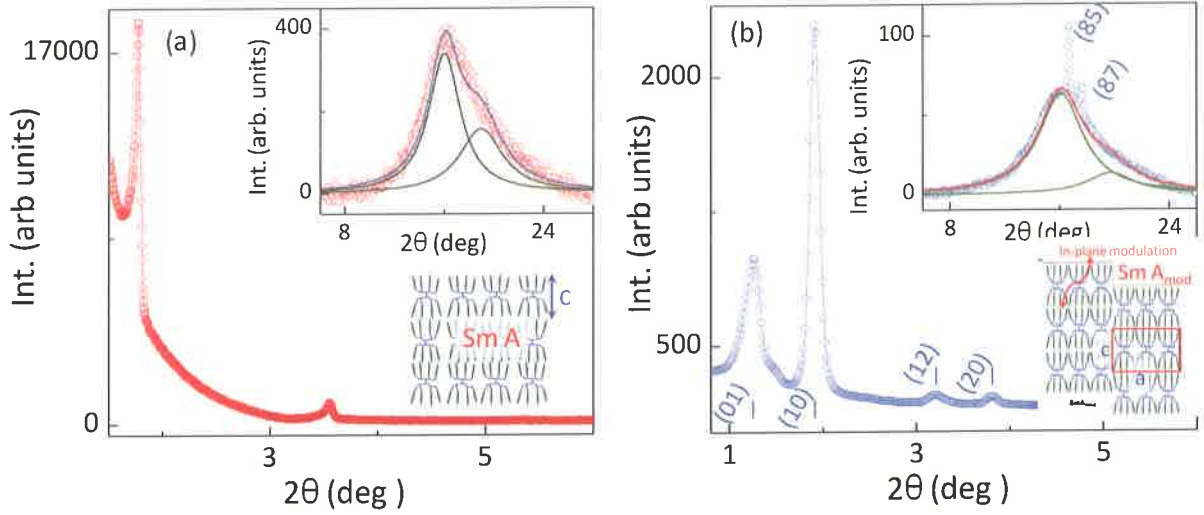 (a)
17000
0
Int. (arb units)
3
5
2θ (deg )
400
0
Int. (arb. units)
8
24
2θ (deg)
C
Sm A
(b)
2000
500
Int. (arb units)
1
3
5
2θ (deg )
(01)
(10)
(12)
(20)
100
0
Int. (arb. units)
8
24
2θ (deg)
(85)
(87)
In-plane modulation
Sm Amod
c
a